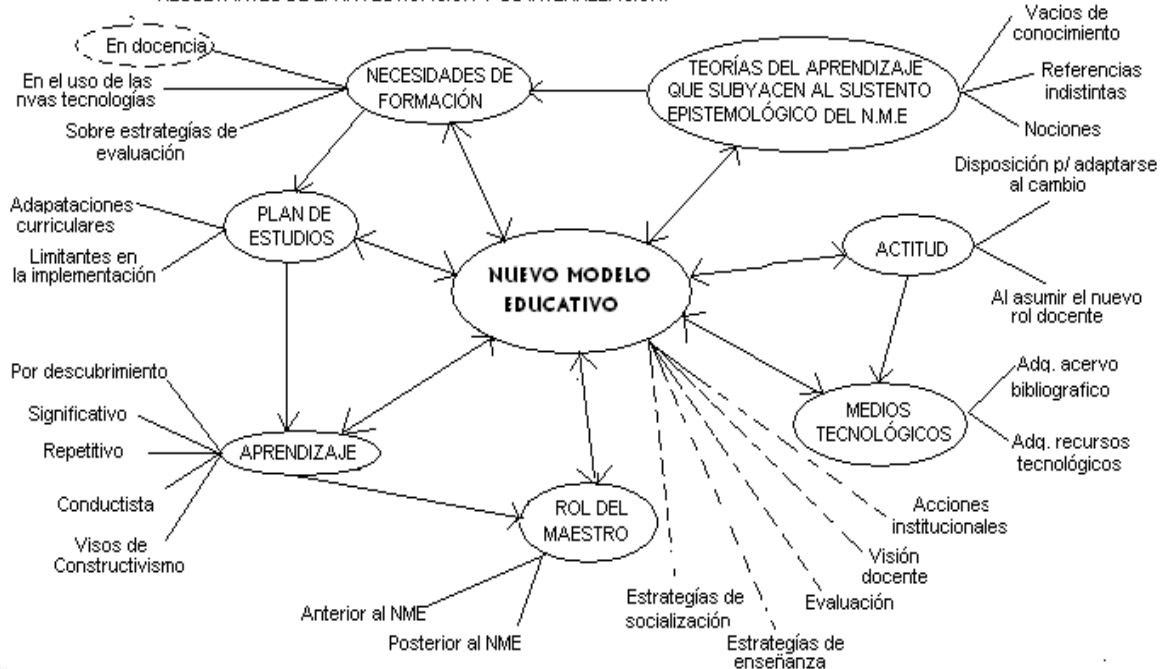 En docencia
En el uso de las
nvas tecnologías
Sobre estrategías de
evaluación
NECESIDADES DE
FORMACIÓN
TEORÍAS DEL APRENDIZAJE
QUE SUBYACEN AL SUSTENTO
EPISTEMOLÓGICO DEL N.M.E
Vacios de
conocimiento
Referencias
indistintas
Nociones
Adapataciones
curriculares
Limitantes en
la implementación
PLAN DE
ESTUDIOS
NUEVO MODELO
EDUCATIVO
ACTITUD
Disposición p/ adaptarse
al cambio
Al asumir el nuevo
rol docente
Por descubrimiento
Significativo
Repetitivo
Conductista
Visos de
Constructivismo
APRENDIZAJE
MEDIOS
TECNOLÓGICOS
Adq. acervo
bibliografico
Adq. recursos
tecnológicos
ROL DEL
MAESTRO
Anterior al NME
Posterior al NME
Estrategías de
socialización
Estrategías de
enseñanza
Evaluación
Visión
docente
Acciones
institucionales